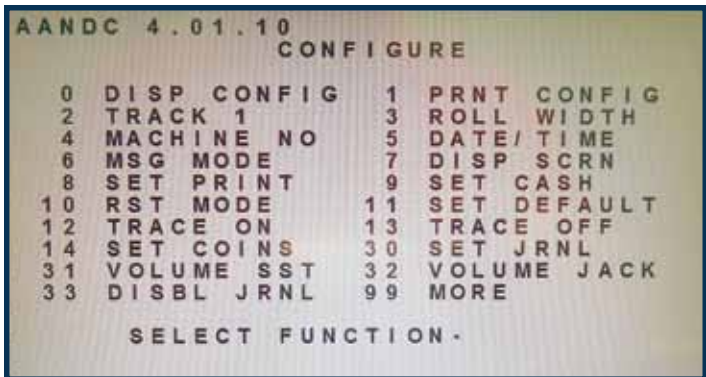 AANDC 4.01.10
CONFIGURE
0 DISP CONFIG 1 PRNT CONFIG
2 TRACK 1 3 ROLL WIDTH
4 MACHINE NO 5 DATE/TIME
6 MSG MODE 7 DISP SCRN
8 SET PRINT 9 SET CASH
10 RST MODE 11 SET DEFAULT
12 TRACE ON 13 TRACE OFF
14 SET COINS 30 SET JRNL
31 VOLUME SST 32 VOLUME JACK
33 DISBL JRNL 99 MORE
SELECT FUNCTION-